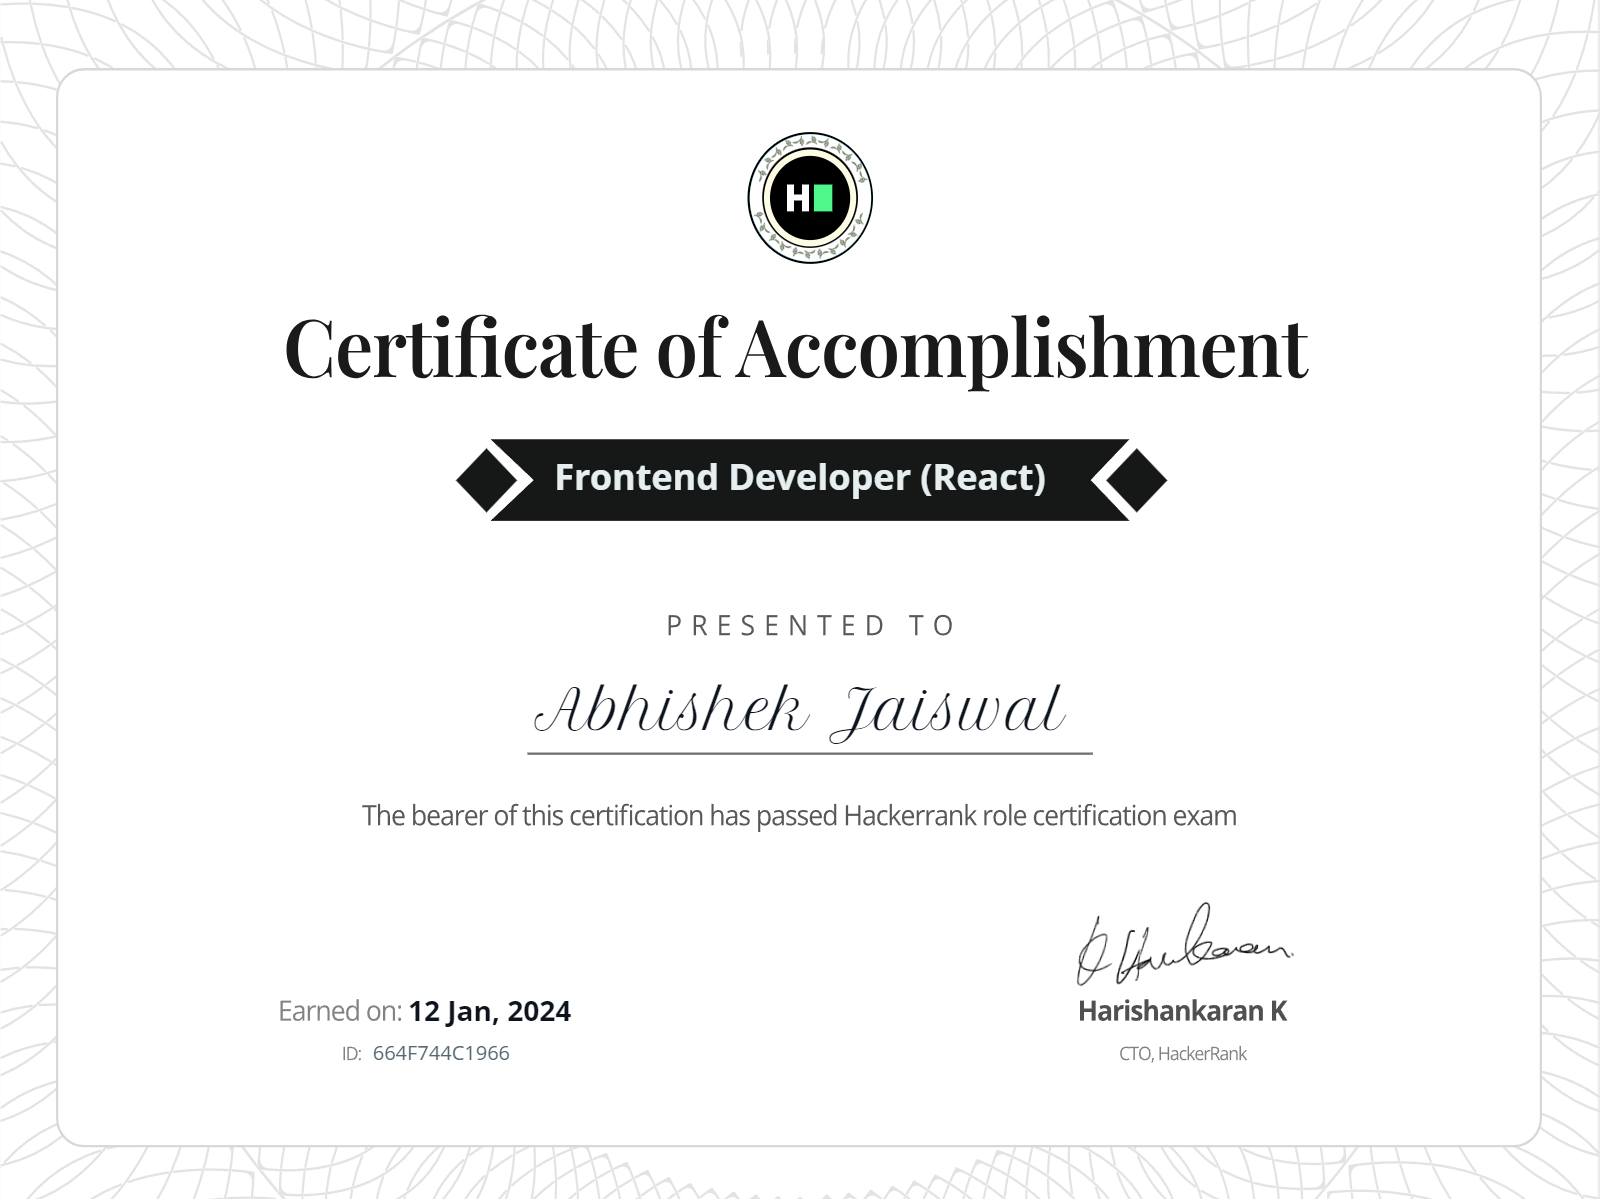 H
Certificate of Accomplishment
Frontend Developer (React)
PRESENTED TO
Abhishek Jaiswal
The bearer of this certification has passed Hackerrank role certification exam
Earned on: 12 Jan, 2024
ID: 664F744C1966
Harishankaran K
CTO, HackerRank